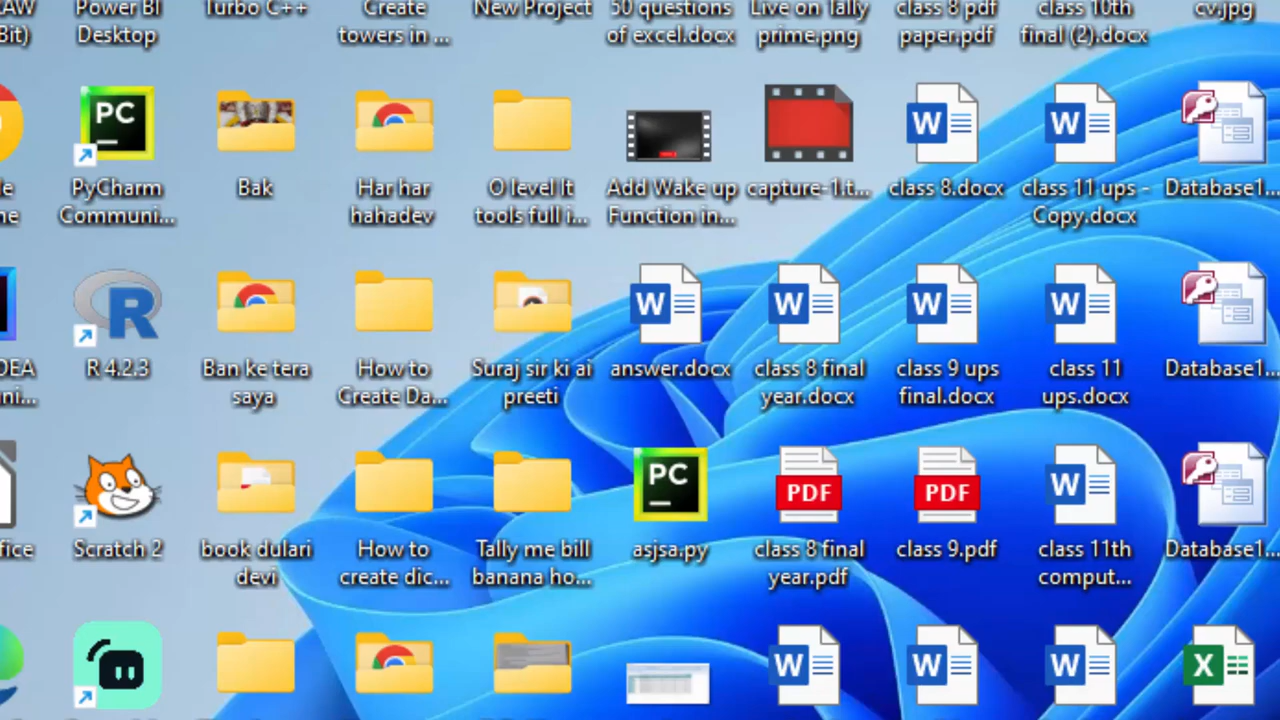 AW Power BI Turbo C++ Create New Project 50 questions Live on Tally class 8 pdf class 10th cv.jpg
Bit) Desktop towers in ... of excel.docx prime.png paper.pdf final (2).docx
PC W W
le PyCharm Bak Har har O level It Add Wake up capture-1.t... class 8.docx class 11 ups - Database1...
ne Communi... hahadev tools full i... Function in... Copy.docx
R W W W W
DEA R 4.2.3 Ban ke tera How to Suraj sir ki ai answer.docx class 8 final class 9 ups class 11 Database1...
ni... saya Create Da... preeti year.docx final.docx ups.docx
PC PDF PDF W
fice Scratch 2 book dulari How to Tally me bill asjsa.py class 8 final class 9.pdf class 11th Database1...
devi create dic... banana ho... year.pdf comput...
W W W X